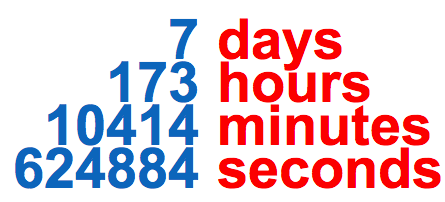 7 days
173 hours
10414 minutes
624884 seconds